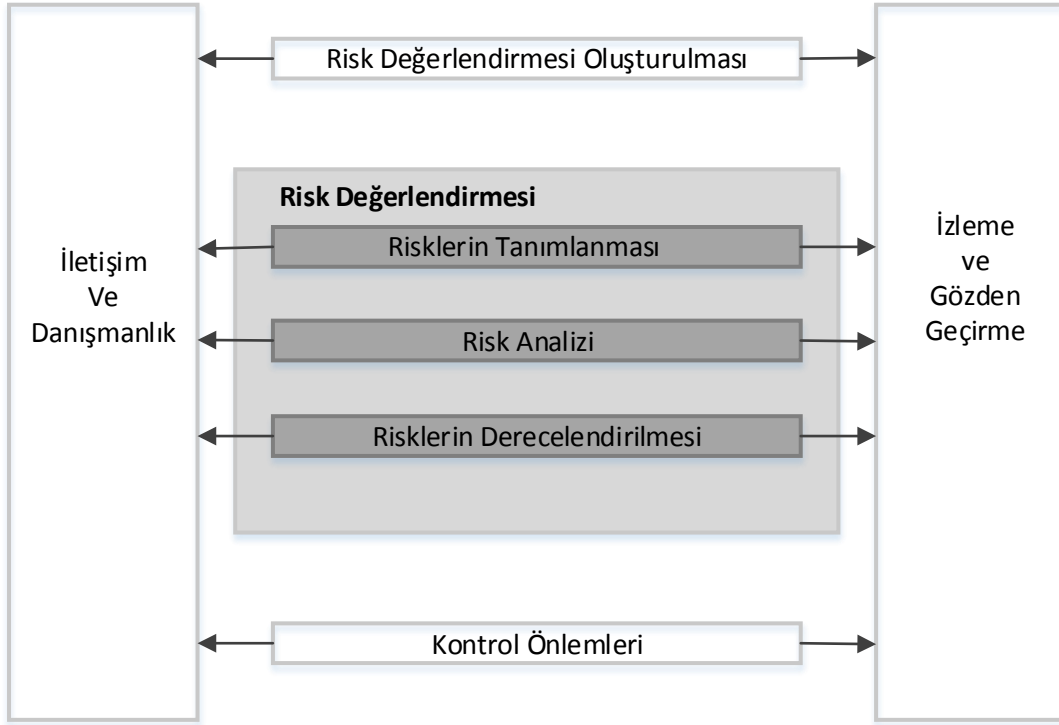 Risk Değerlendirmesi Oluşturulması
Risk Değerlendirmesi
Risklerin Tanımlanması
Risk Analizi
Risklerin Derecelendirilmesi
Kontrol Önlemleri
İletişim
Ve
Danışmanlık
İzleme
ve
Gözden
Geçirme